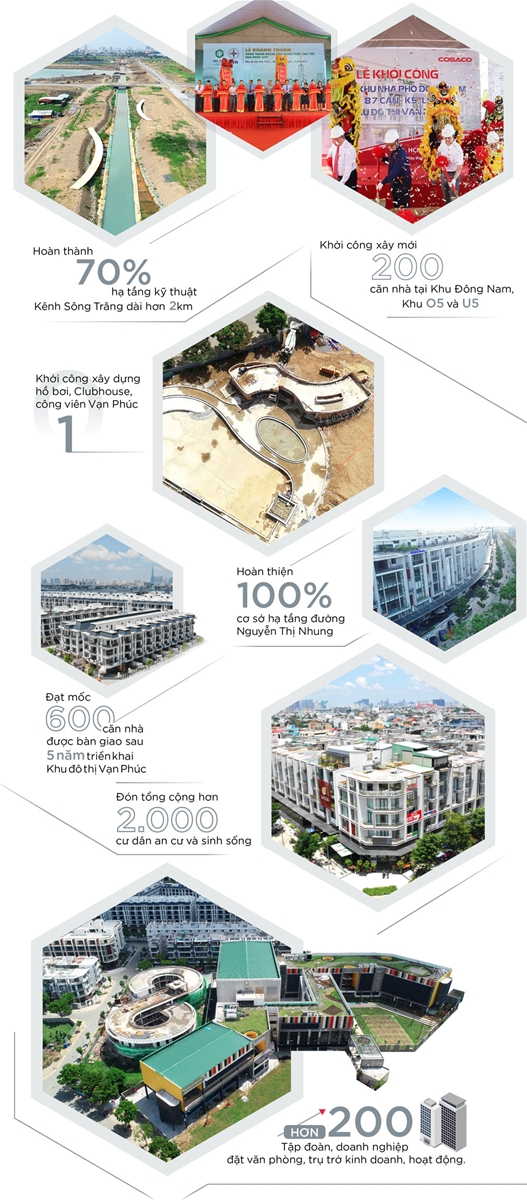 LỄ KHÁNH THÀNH
COSACO
LỄ KHỞI CÔNG
KHU NHÀ PHỐ
Hoàn thành
70%
hạ tầng kỹ thuật
Kênh Sông Trăng dài hơn 2km
Khởi công xây mới
200
căn nhà tại Khu Đông Nam,
Khu O5 và U5
Khởi công xây dựng
hồ bơi, Clubhouse,
công viên Vạn Phúc
01
Hoàn thiện
100%
cơ sở hạ tầng đường
Nguyễn Thị Nhung
Đạt mốc
600 căn nhà
được bàn giao sau
5 năm triển khai
Khu đô thị Vạn Phúc
Đón tổng cộng hơn
2.000
cư dân an cư và sinh sống
HƠN 200
Tập đoàn, doanh nghiệp
đặt văn phòng, trụ trở kinh doanh, hoạt động.